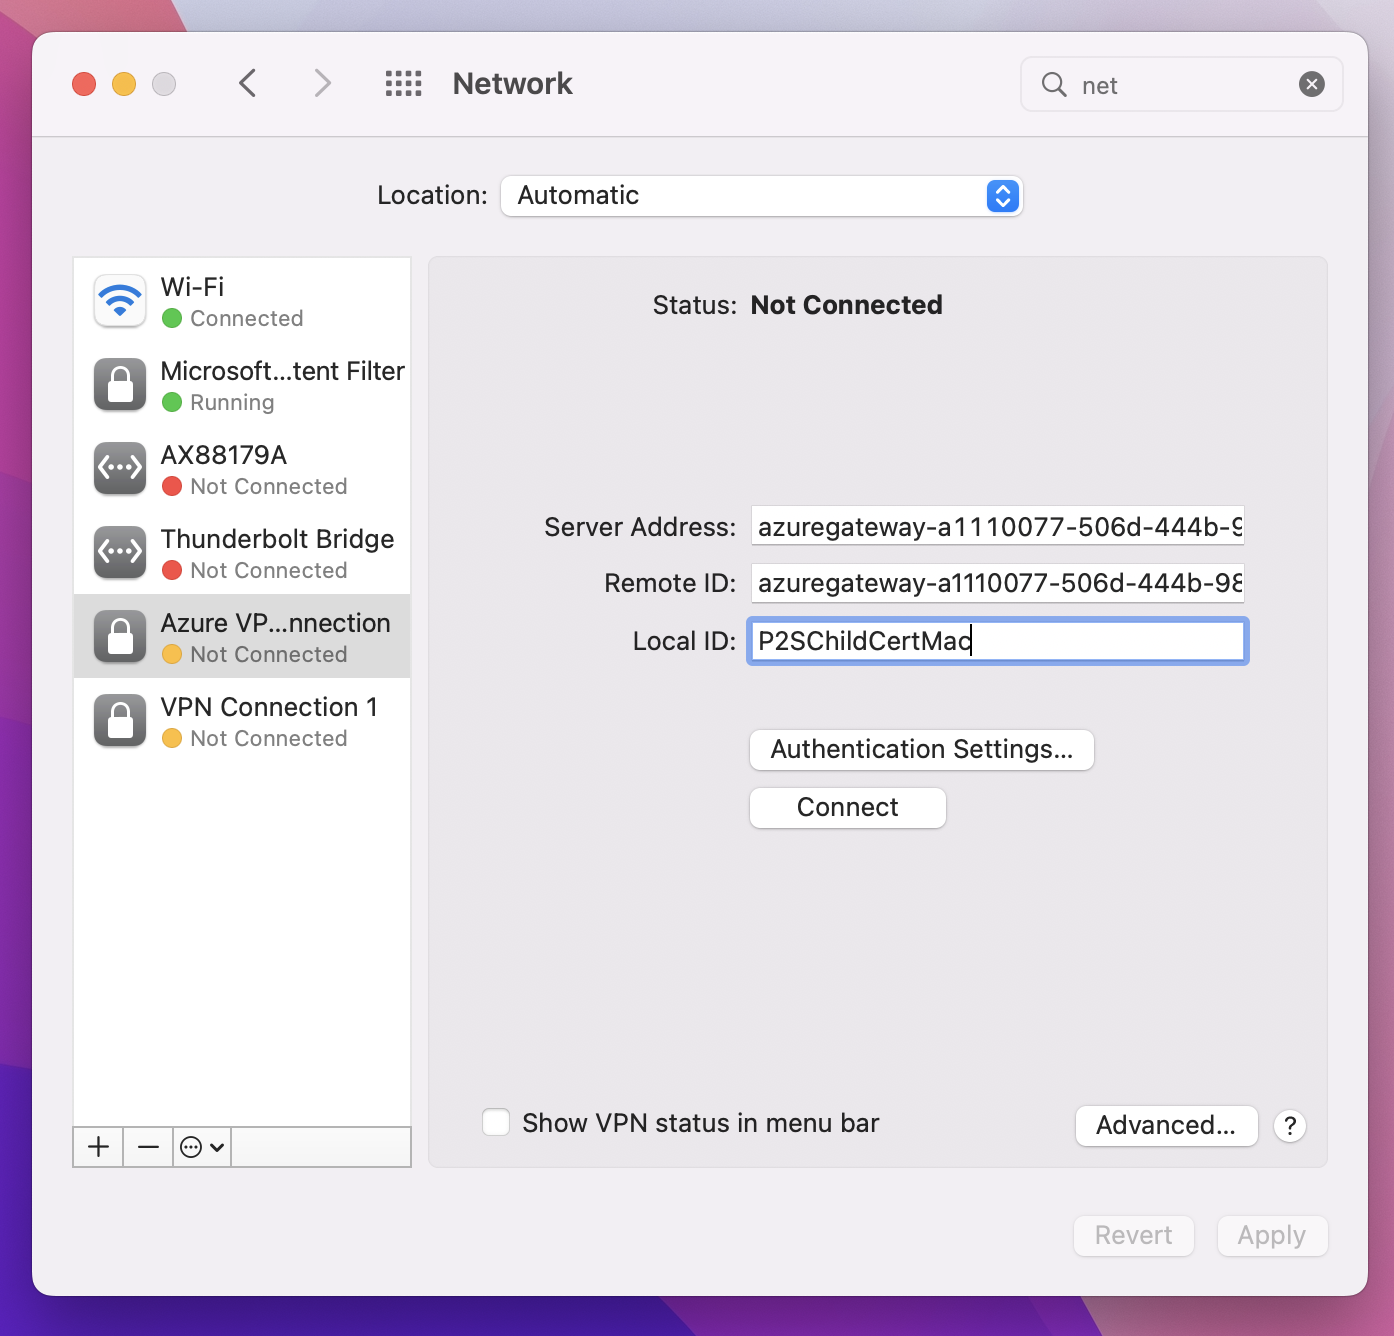 Network
net
Location: Automatic
Wi-Fi
Connected
Microsoft...tent Filter
Running
AX88179A
Not Connected
Thunderbolt Bridge
Not Connected
Azure VP...nnection
Not Connected
VPN Connection 1
Not Connected
Status: Not Connected
Server Address: azuregateway-a1110077-506d-444b-9
Remote ID: azuregateway-a1110077-506d-444b-98
Local ID: P2SChildCertMac
Authentication Settings...
Connect
Show VPN status in menu bar
Advanced...
?
Revert
Apply